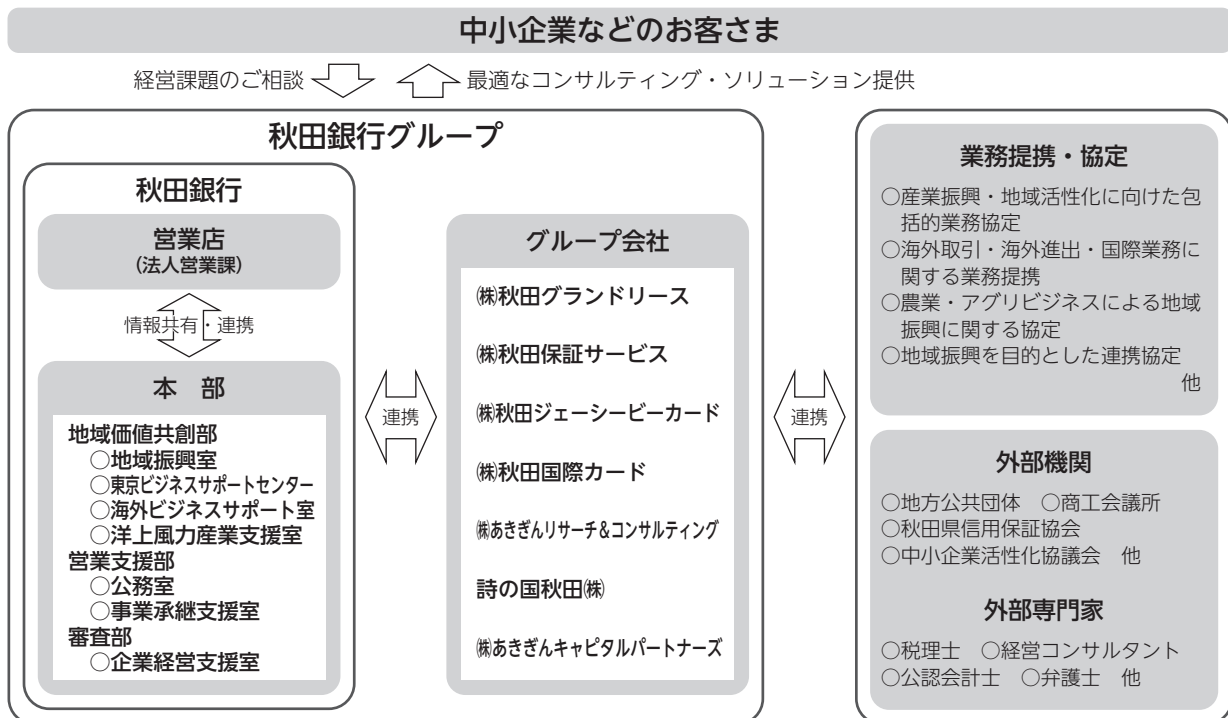 中小企業などのお客さま
経営課題のご相談
最適なコンサルティング・ソリューション提供
秋田銀行グループ
秋田銀行
営業店
(法人営業課)
情報共有・連携
本　部
地域価値共創部
○地域振興室
○東京ビジネスサポートセンター
○海外ビジネスサポート室
○洋上風力産業支援室
営業支援部
○公務室
○事業承継支援室
審査部
○企業経営支援室
連携
グループ会社
㈱秋田グランドリース
㈱秋田保証サービス
㈱秋田ジェーシービーカード
㈱秋田国際カード
㈱あきぎんリサーチ&コンサルティング
詩の国秋田㈱
㈱あきぎんキャピタルパートナーズ
連携
業務提携・協定
○産業振興・地域活性化に向けた包
括的業務協定
○海外取引・海外進出・国際業務に
関する業務提携
○農業・アグリビジネスによる地域
振興に関する協定
○地域振興を目的とした連携協定
他
外部機関
○地方公共団体　○商工会議所
○秋田県信用保証協会
○中小企業活性化協議会　他
外部専門家
○税理士　○経営コンサルタント
○公認会計士　○弁護士　他